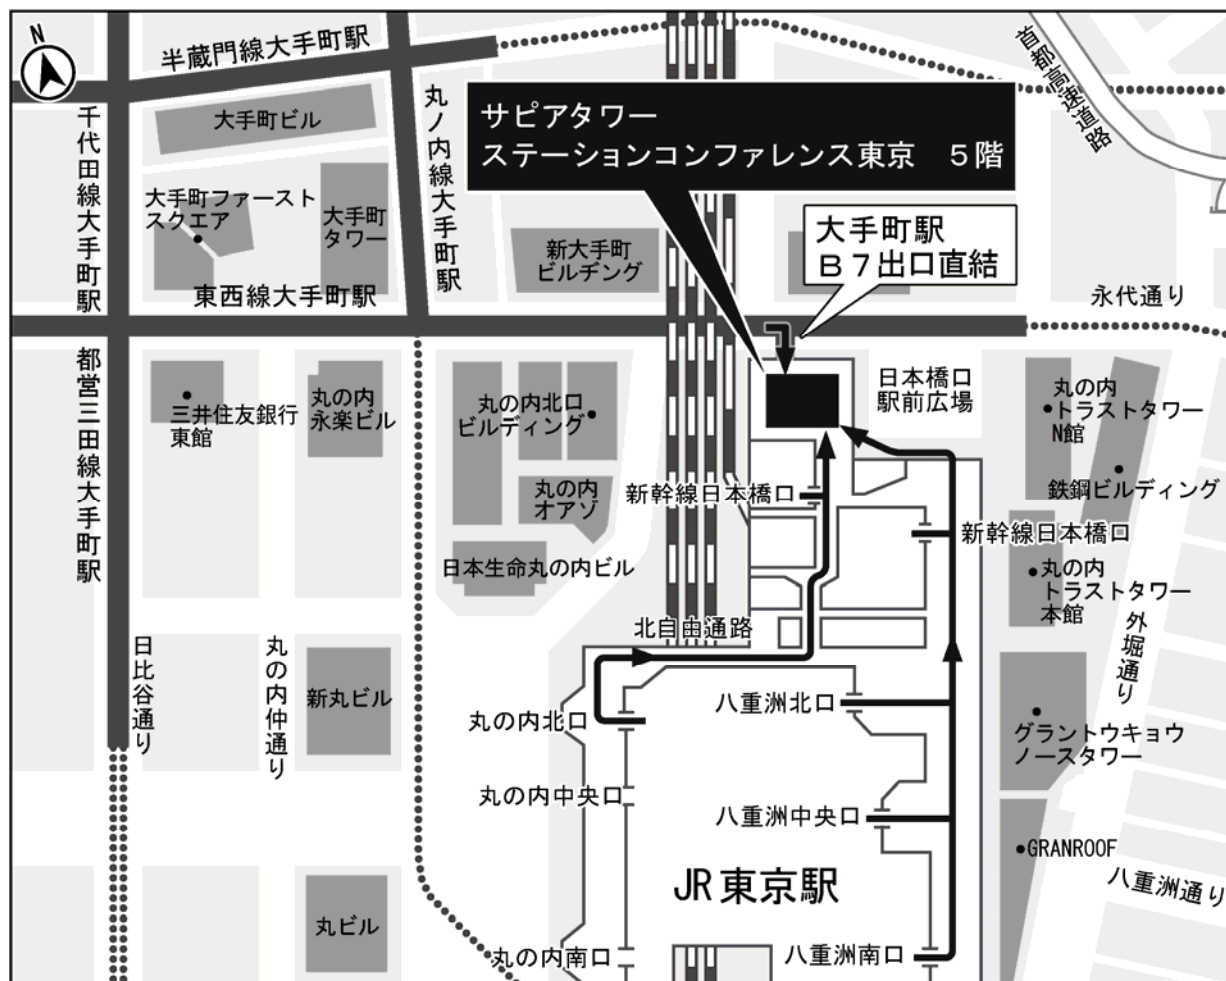 N
半蔵門線大手町駅
首都高速道路
千代田線大手町駅
大手町ビル
丸ノ内線大手町駅
サピアタワー
ステーションコンファレンス東京　５階
大手町ファースト
スクエア
大手町
タワー
新大手町
ビルヂング
大手町駅
Ｂ７出口直結
東西線大手町駅
永代通り
都営三田線大手町駅
三井住友銀行
東館
丸の内
永楽ビル
丸の内北口
ビルディング
日本橋口
駅前広場
丸の内
トラストタワー
N館
鉄鋼ビルディング
丸の内
オアゾ
新幹線日本橋口
新幹線日本橋口
日本生命丸の内ビル
丸の内
トラストタワー
本館
北自由通路
外堀通り
日比谷通り
丸の内仲通り
新丸ビル
丸の内北口
八重洲北口
グラントウキョウ
ノースタワー
丸の内中央口
八重洲中央口
GRANROOF
JR東京駅
八重洲通り
丸ビル
丸の内南口
八重洲南口